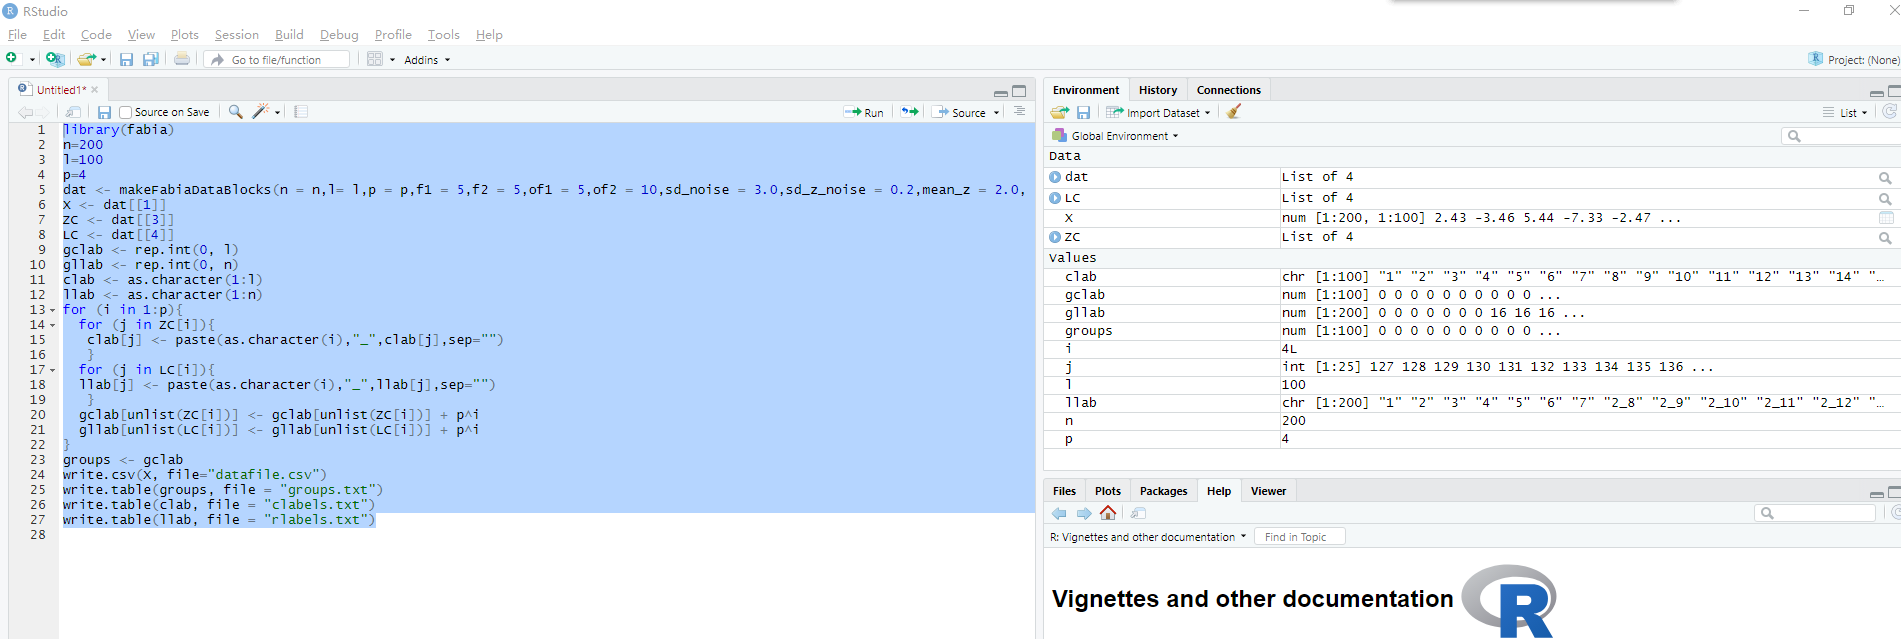 RStudio
File Edit Code View Plots Session Build Debug Profile Tools Help
Go to file/function Addins Project: (None)
Untitled1*
Source on Save Run Source
1 library(fabia)
2 n=200
3 l=100
4 p=4
5 dat <- makeFabiaDataBlocks(n = n,l= l,p = p,f1 = 5,f2 = 5,of1 = 5,of2 = 10,sd_noise = 3.0,sd_z_noise = 0.2,mean_z = 2.0,
6 X <- dat[[1]]
7 ZC <- dat[[3]]
8 LC <- dat[[4]]
9 gclab <- rep.int(0, l)
10 gllab <- rep.int(0, n)
11 clab <- as.character(1:l)
12 llab <- as.character(1:n)
13 for (i in 1:p){
14 for (j in ZC[i]){
15 clab[j] <- paste(as.character(i),"_",clab[j],sep="")
16 }
17 for (j in LC[i]){
18 llab[j] <- paste(as.character(i),"_",llab[j],sep="")
19 }
20 gclab[unlist(ZC[i])] <- gclab[unlist(ZC[i])] + p^i
21 gllab[unlist(LC[i])] <- gllab[unlist(LC[i])] + p^i
22 }
23 groups <- gclab
24 write.csv(X, file="datafile.csv")
25 write.table(groups, file = "groups.txt")
26 write.table(clab, file = "clabels.txt")
27 write.table(llab, file = "rlabels.txt")
28
Environment History Connections
Import Dataset List
Global Environment
Data
dat List of 4
LC List of 4
X num [1:200, 1:100] 2.43 -3.46 5.44 -7.33 -2.47 ...
ZC List of 4
Values
clab chr [1:100] "1" "2" "3" "4" "5" "6" "7" "8" "9" "10" "11" "12" "13" "14" "…
gclab num [1:100] 0 0 0 0 0 0 0 0 0 0 ...
gllab num [1:200] 0 0 0 0 0 0 0 16 16 16 ...
groups num [1:100] 0 0 0 0 0 0 0 0 0 0 ...
i 4L
j int [1:25] 127 128 129 130 131 132 133 134 135 136 ...
l 100
llab chr [1:200] "1" "2" "3" "4" "5" "6" "7" "2_8" "2_9" "2_10" "2_11" "2_12" "…
n 200
p 4
Files Plots Packages Help Viewer
R: Vignettes and other documentation Find in Topic
Vignettes and other documentation R